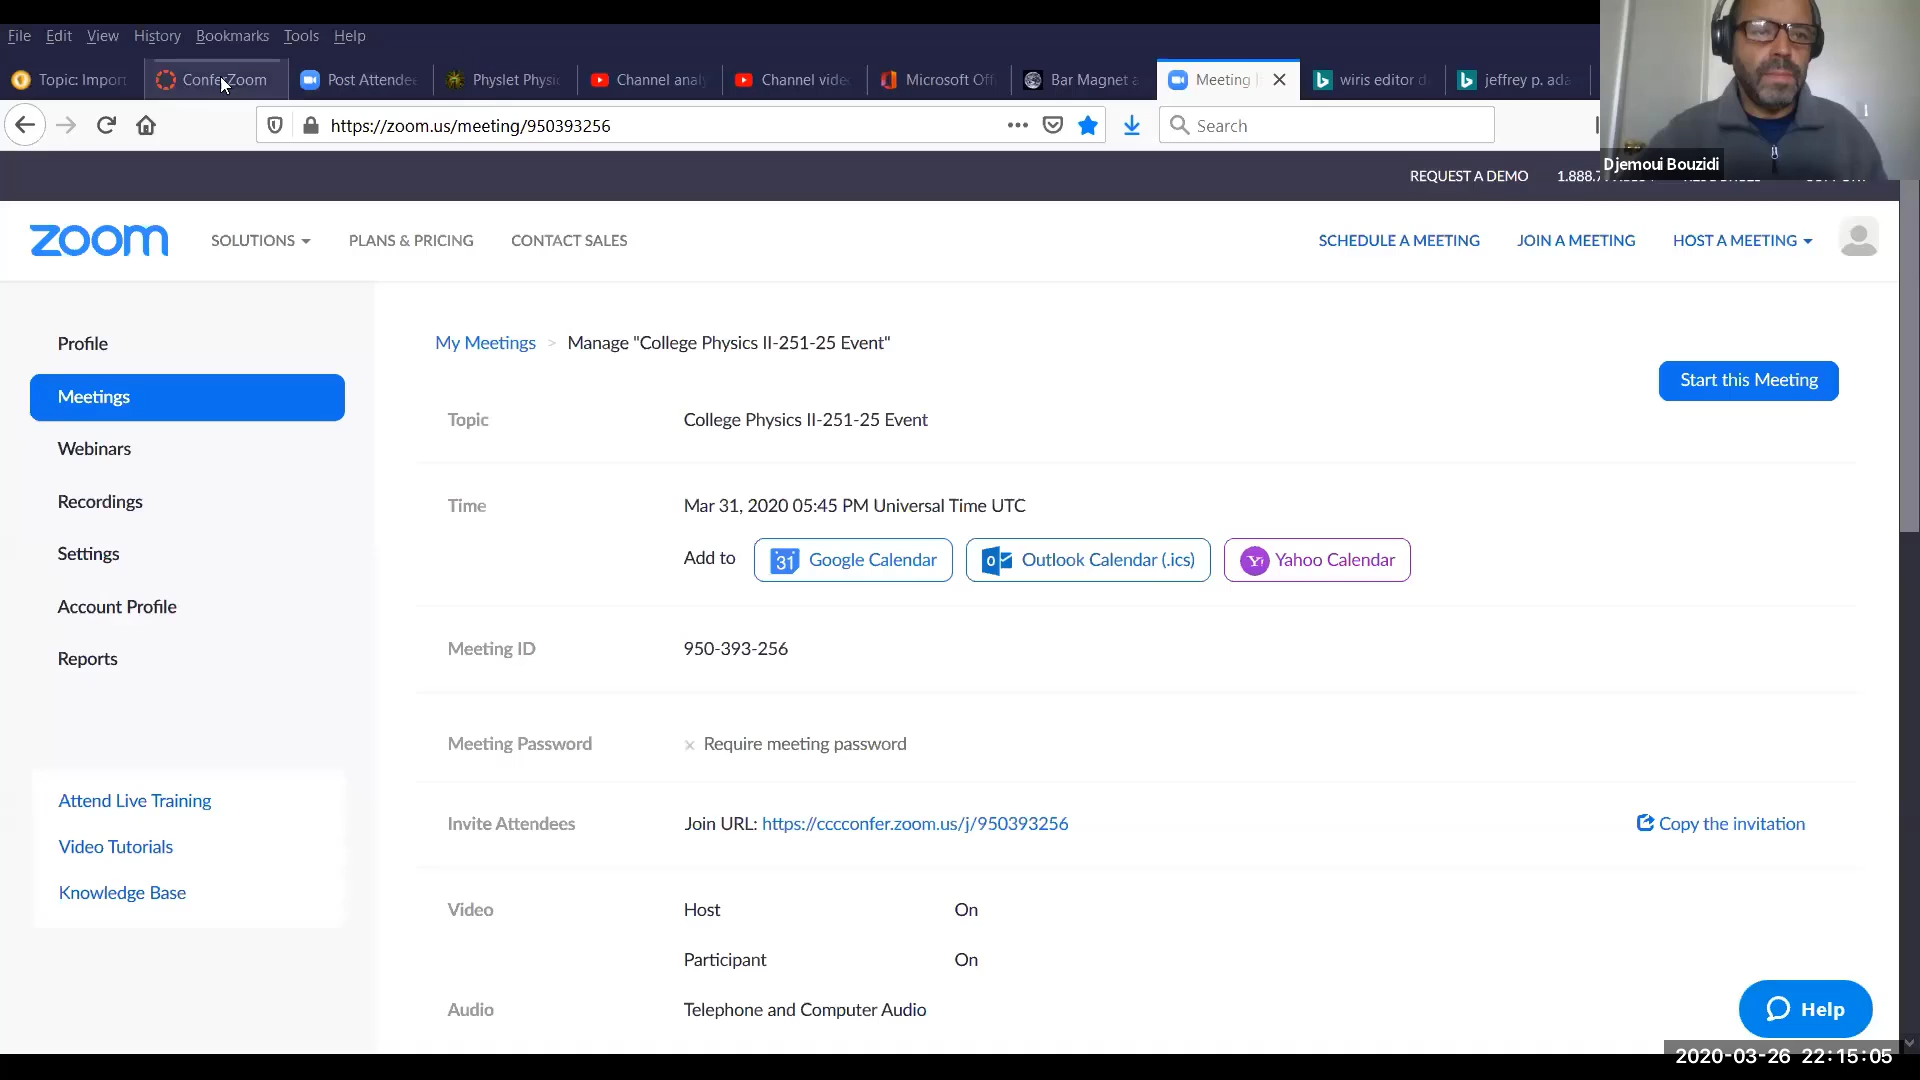 File Edit View History Bookmarks Tools Help
Topic: Import
ConferZoom
Post Attendee
Physlet Physi
Channel analy
Channel vide
Microsoft Off
Bar Magnet a
Meeting
wiris editor d
jeffrey p. ada
https://zoom.us/meeting/950393256
Search
Djemoui Bouzidi
REQUEST A DEMO
zoom
SOLUTIONS
PLANS & PRICING
CONTACT SALES
SCHEDULE A MEETING
JOIN A MEETING
HOST A MEETING
Profile
Meetings
Webinars
Recordings
Settings
Account Profile
Reports
Attend Live Training
Video Tutorials
Knowledge Base
My Meetings > Manage "College Physics II-251-25 Event"
Start this Meeting
Topic College Physics II-251-25 Event
Time Mar 31, 2020 05:45 PM Universal Time UTC
Add to 31 Google Calendar Outlook Calendar (.ics) Yahoo Calendar
Meeting ID 950-393-256
Meeting Password × Require meeting password
Invite Attendees Join URL: https://cccconfer.zoom.us/j/950393256 Copy the invitation
Video Host On
Participant On
Audio Telephone and Computer Audio
Help
2020-03-26 22:15:05